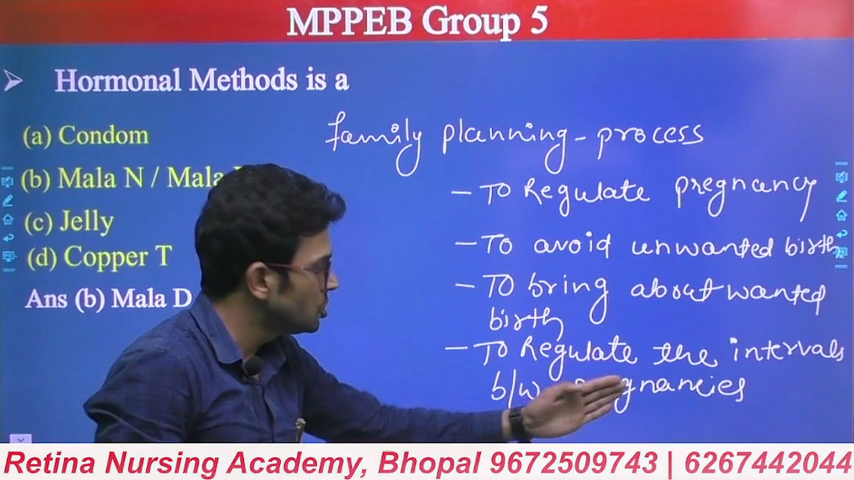 MPPEB Group 5
Hormonal Methods is a
(a) Condom
(b) Mala N / Mala
(c) Jelly
(d) Copper T
Ans (b) Mala D
family planning - process
- To Regulate pregnancy
- To avoid unwanted birth
- To bring about wanted
birth
- To Regulate the intervals
b/w pregnancies
Retina Nursing Academy, Bhopal 9672509743 | 6267442044